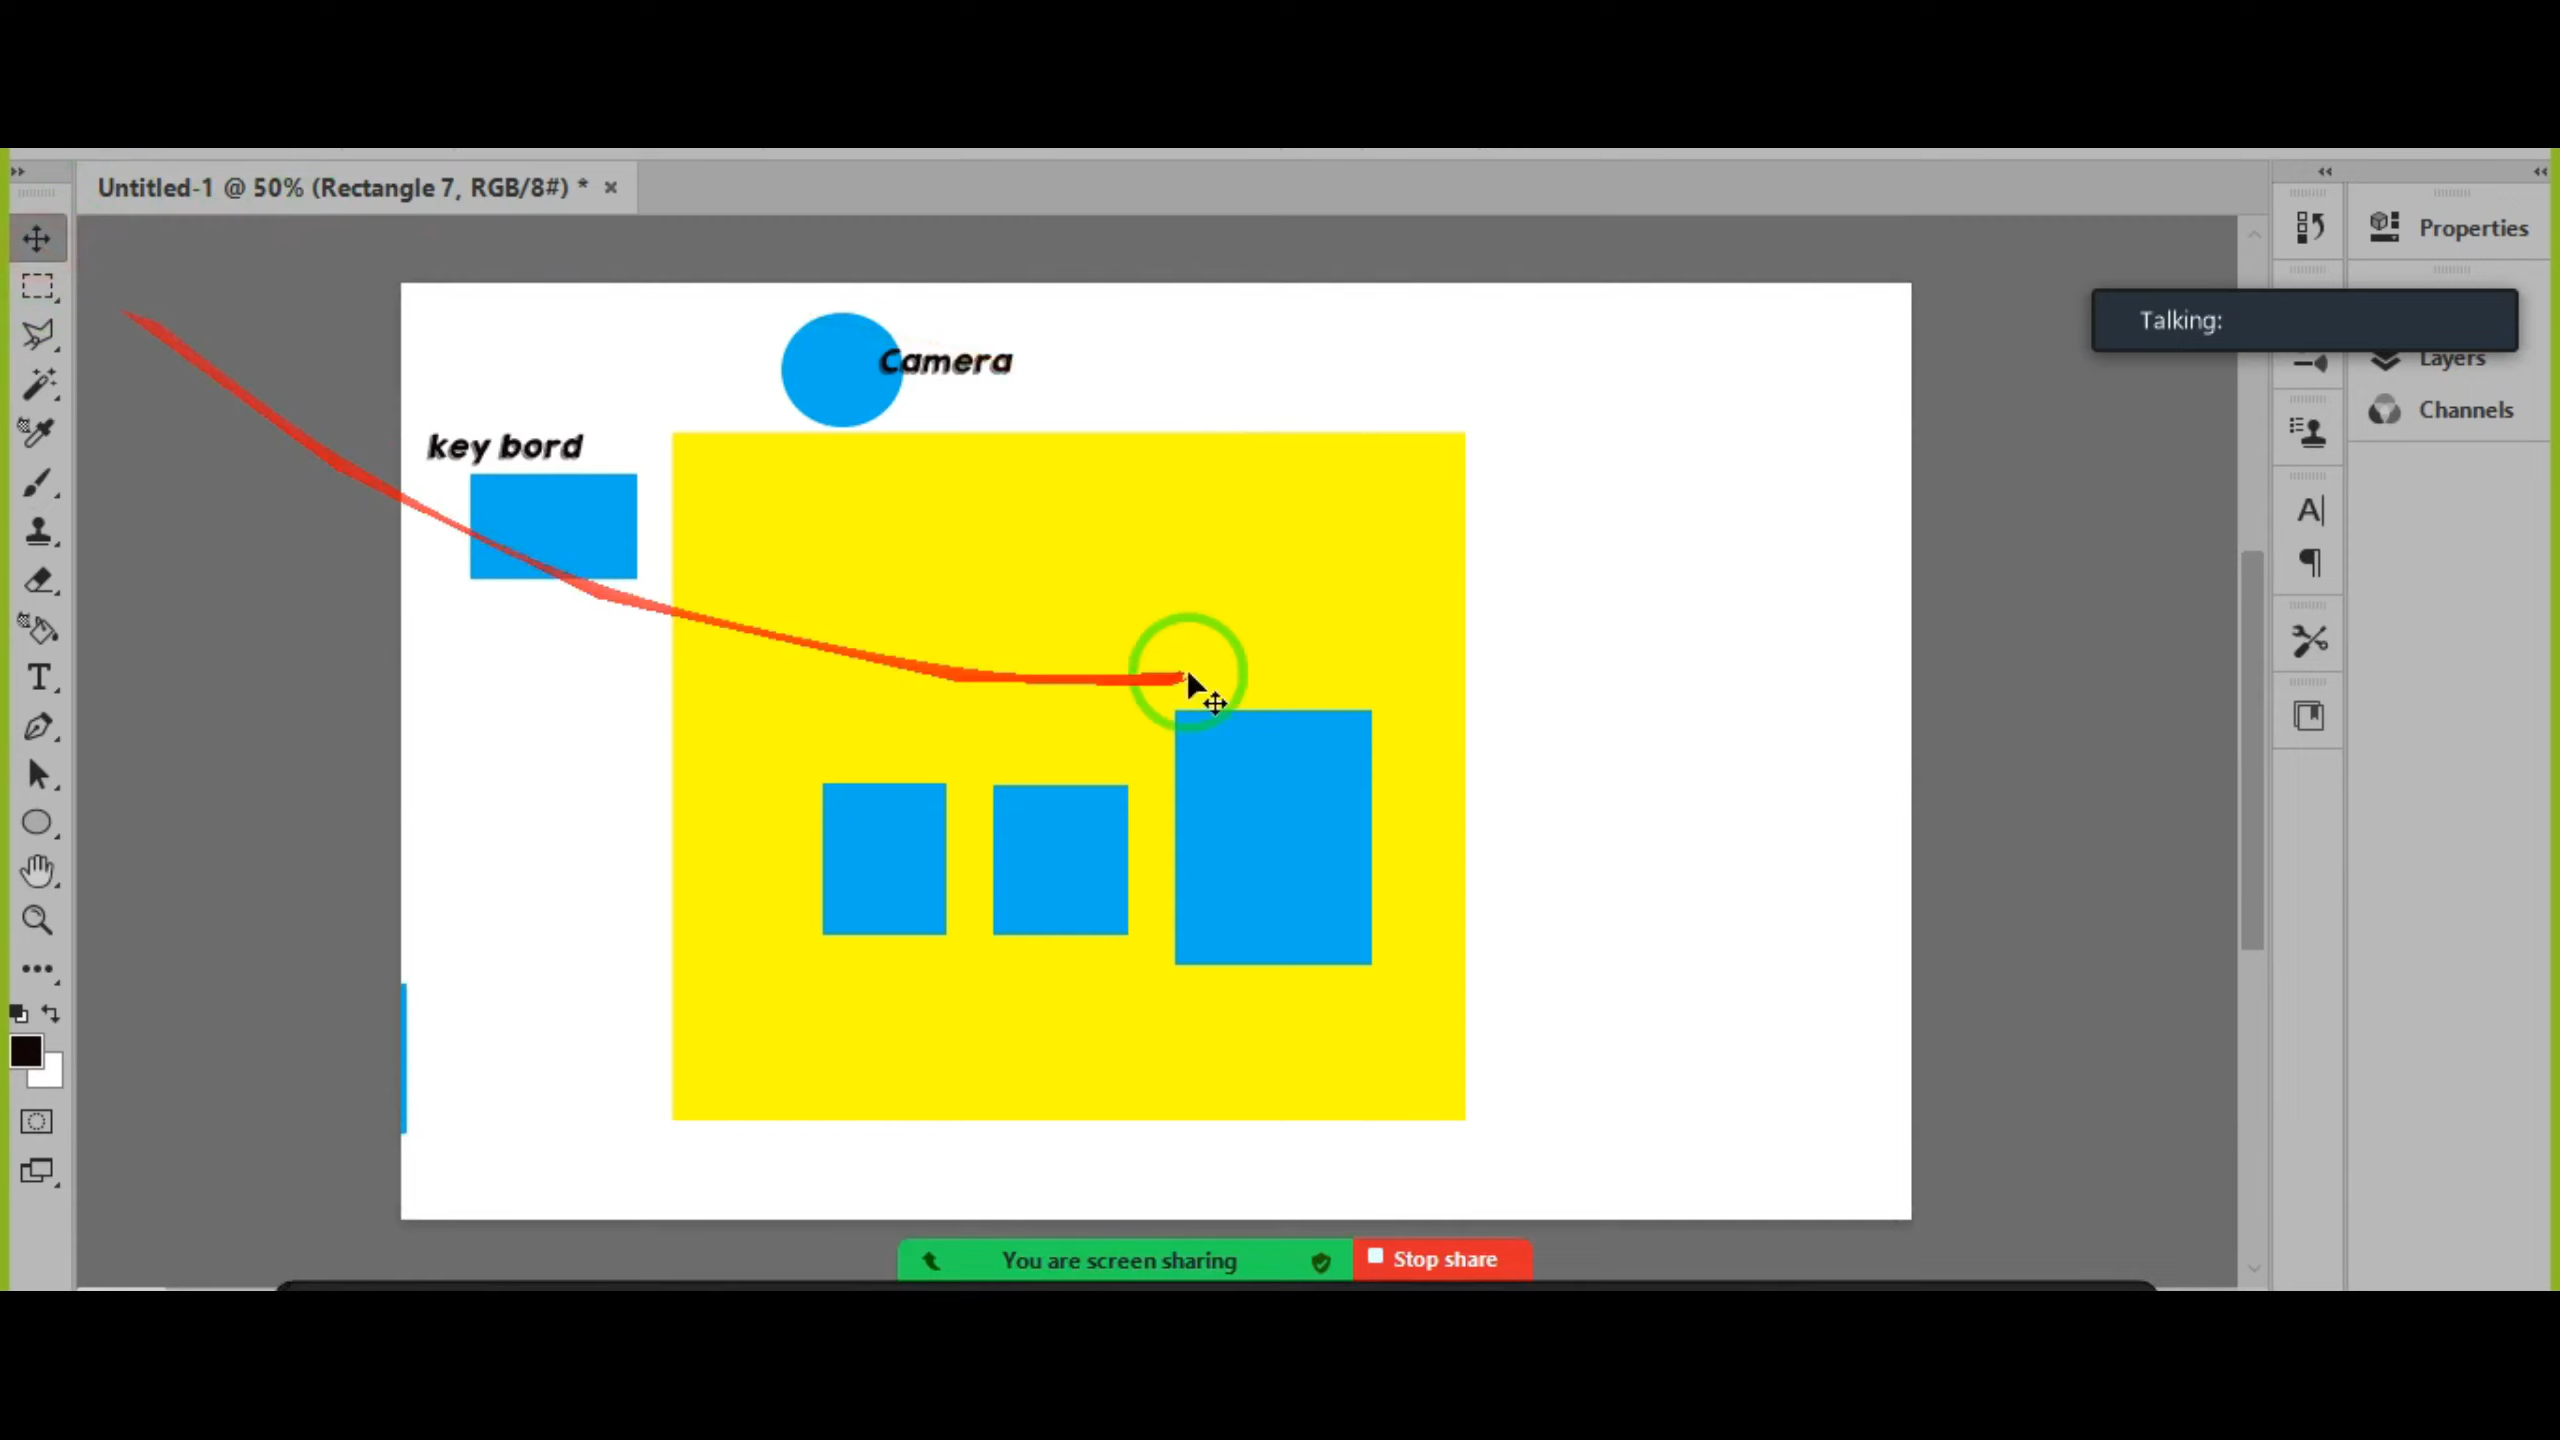 Untitled-1 @ 50% (Rectangle 7, RGB/8#) *
Properties
Talking:
Layers
Channels
Camera
key bord
You are screen sharing
Stop share